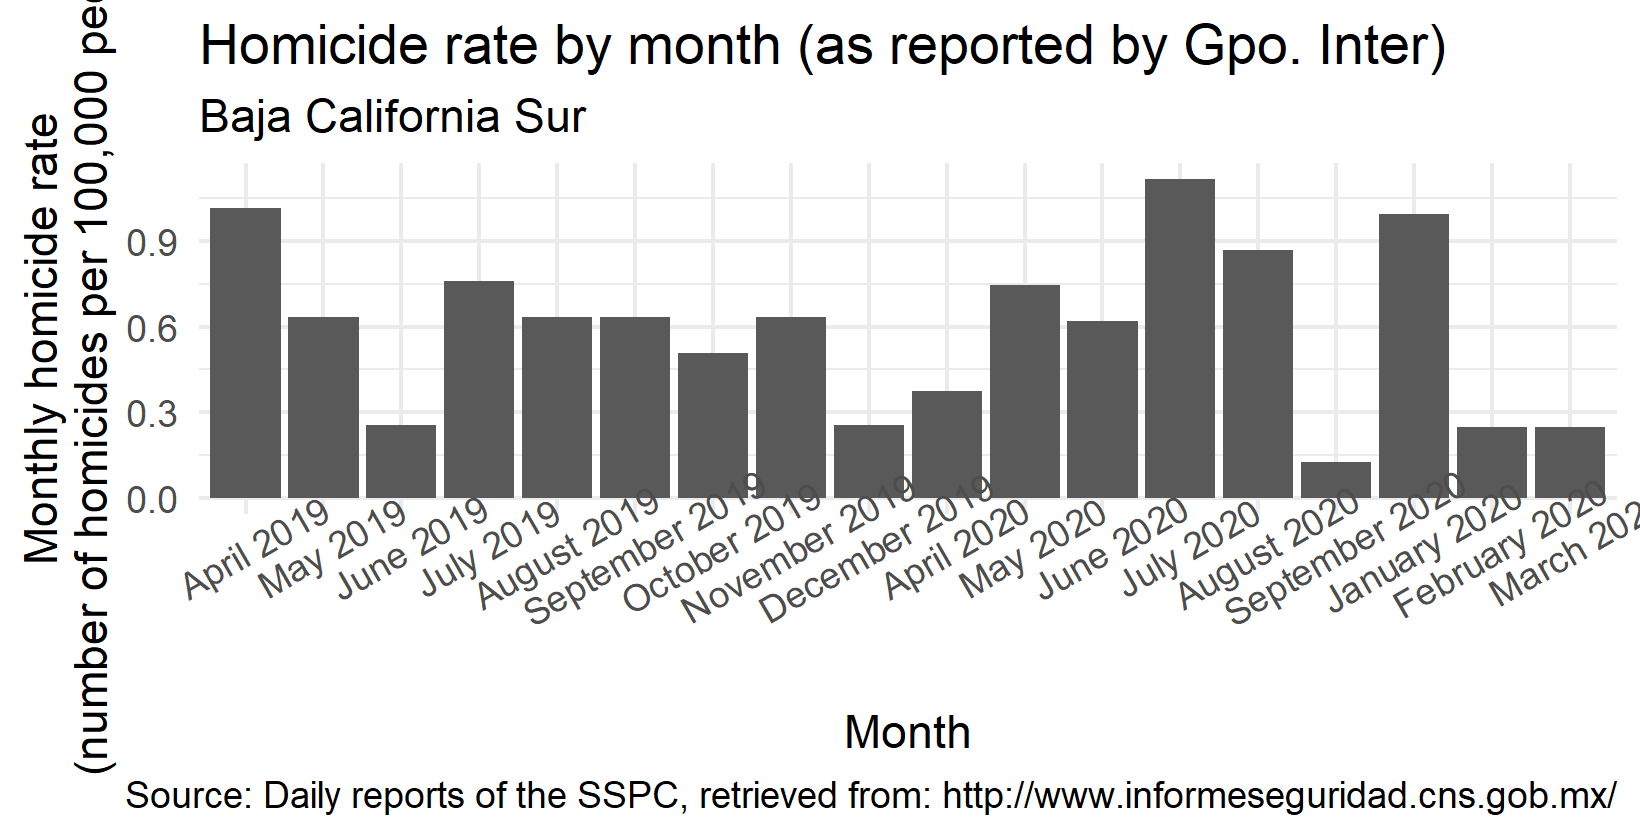 Homicide rate by month (as reported by Gpo. Inter)
Baja California Sur
Monthly homicide rate
(number of homicides per 100,000
0.9
0.6
0.3
0.0
April 2019
May 2019
June 2019
July 2019
August 2019
September 2019
October 2019
November 2019
December 2019
April 2020
May 2020
June 2020
July 2020
August 2020
September 2020
January 2020
February 2020
March
Month
Source: Daily reports of the SSPC, retrieved from: http://www.informeseguridad.cns.gob.mx/